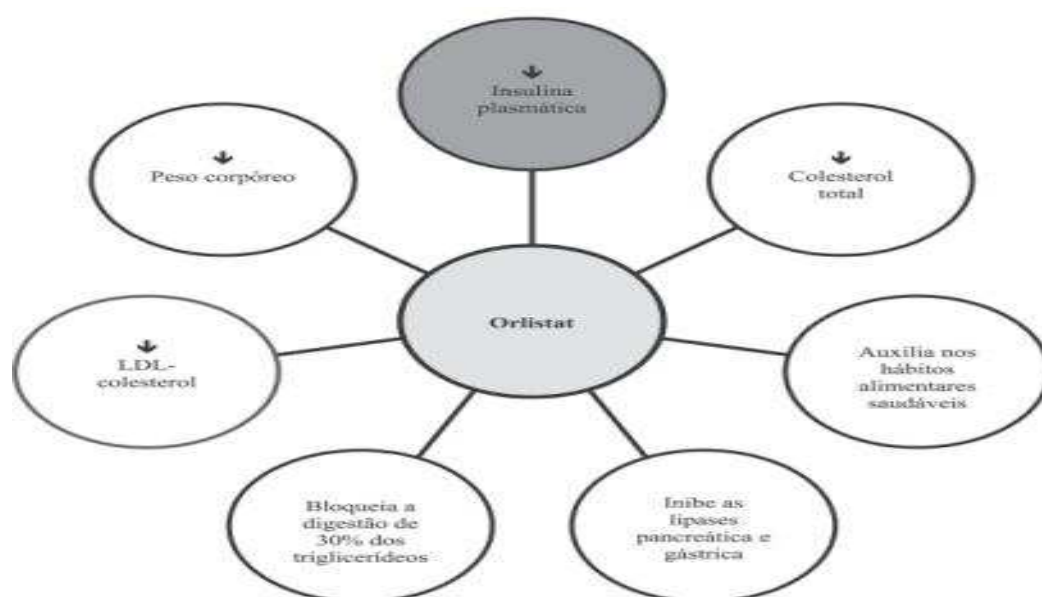 ↓
Insulina
plasmática
↓
Peso corpóreo
↓
Colesterol
total
Orlistat
↓
LDL-
colesterol
Auxilia nos
hábitos
alimentares
saudáveis
Bloqueia a
digestão de
30% dos
triglicerídeos
Inibe as
lipases
pancreática e
gástrica